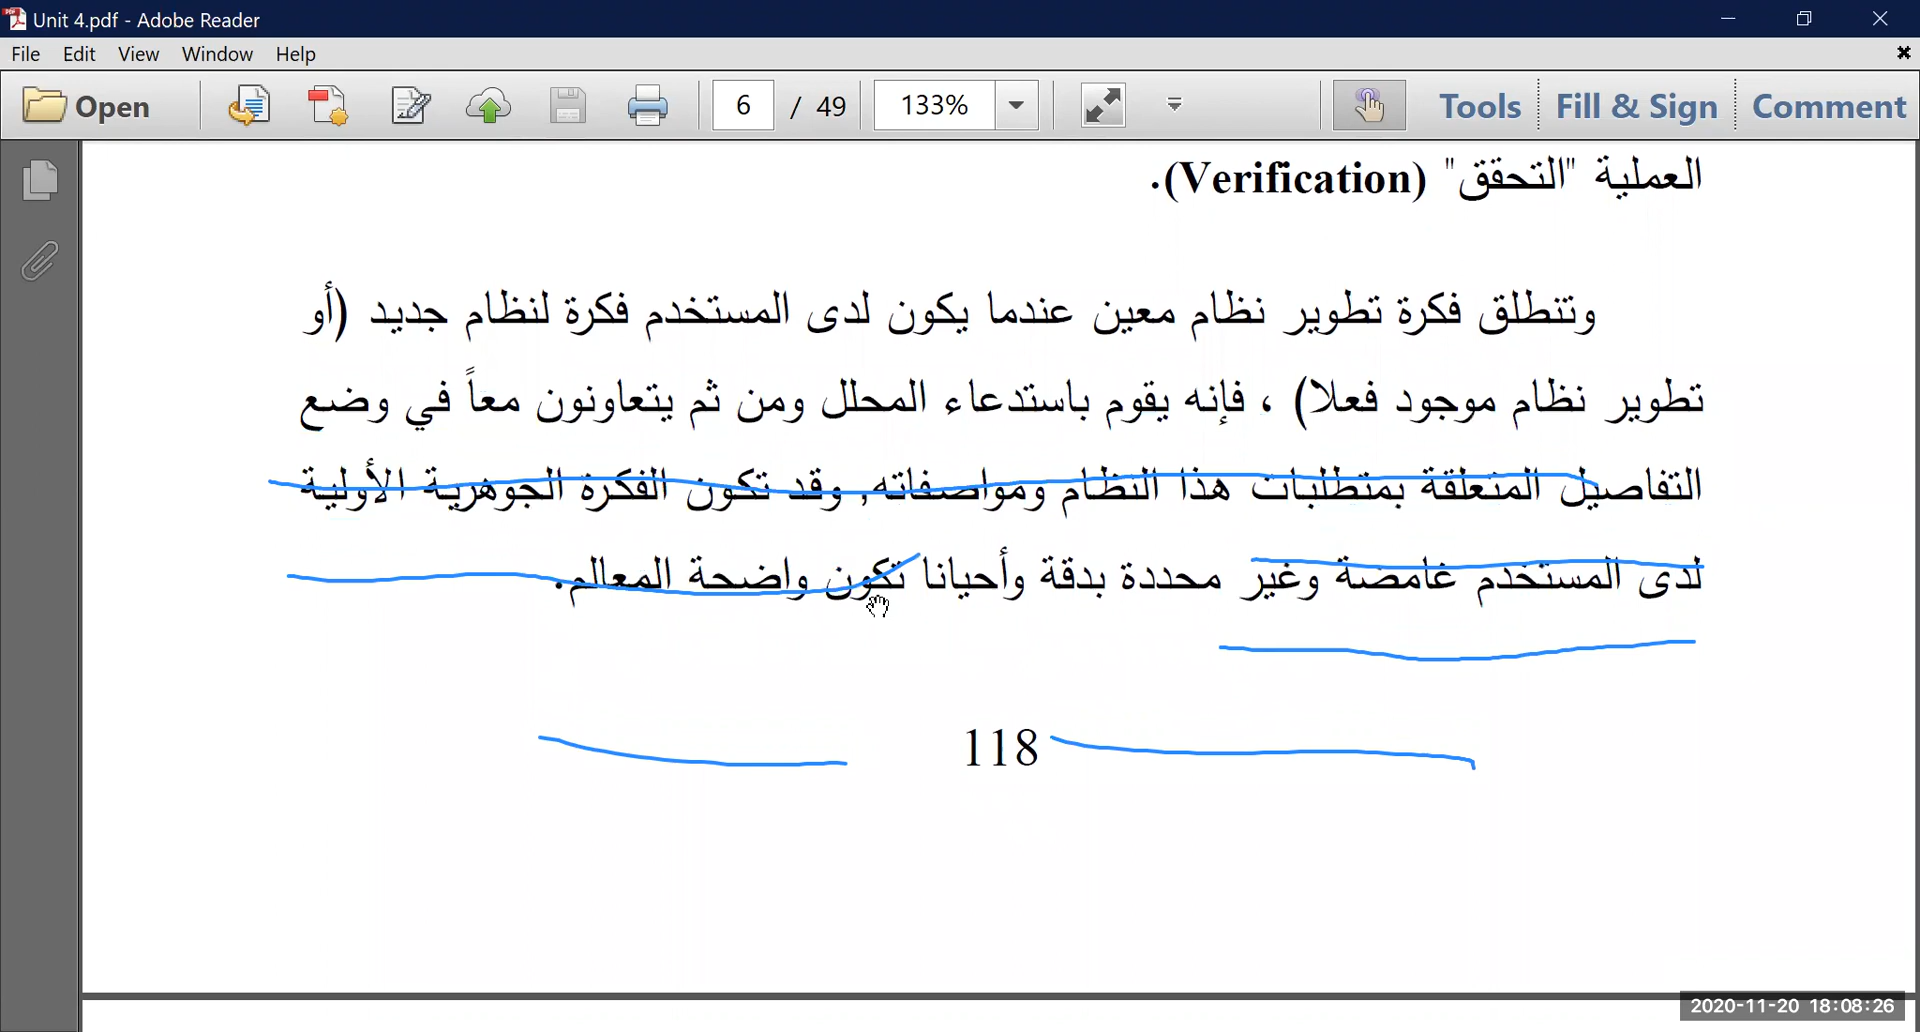 Unit 4.pdf - Adobe Reader
File Edit View Window Help
Open 6 / 49 133% Tools Fill & Sign Comment
العملية "التحقق" (Verification).
وتنطلق فكرة تطوير نظام معين عندما يكون لدى المستخدم فكرة لنظام جديد (أو
تطوير نظام موجود فعلا) ، فإنه يقوم باستدعاء المحلل ومن ثم يتعاونون معاً في وضع
التفاصيل المتعلقة بمتطلبات هذا النظام ومواصفاته, وقد تكون الفكرة الجوهرية الأولية
لدى المستخدم غامضة وغير محددة بدقة وأحيانا تكون واضحة المعالم.
118
2020-11-20 18:08:26